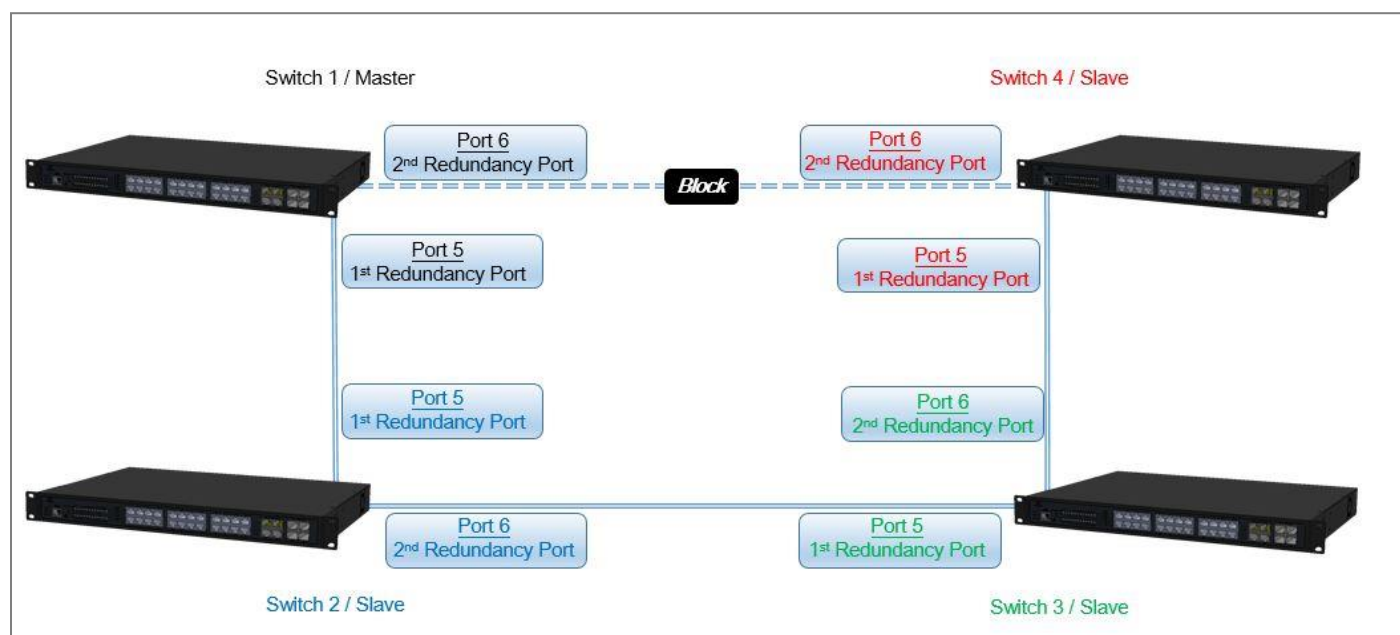 Switch 1 / Master
Switch 4 / Slave
Port 6
2nd Redundancy Port
Port 6
2nd Redundancy Port
Block
Port 5
1st Redundancy Port
Port 5
1st Redundancy Port
Port 5
1st Redundancy Port
Port 6
2nd Redundancy Port
Port 6
2nd Redundancy Port
Port 5
1st Redundancy Port
Switch 2 / Slave
Switch 3 / Slave